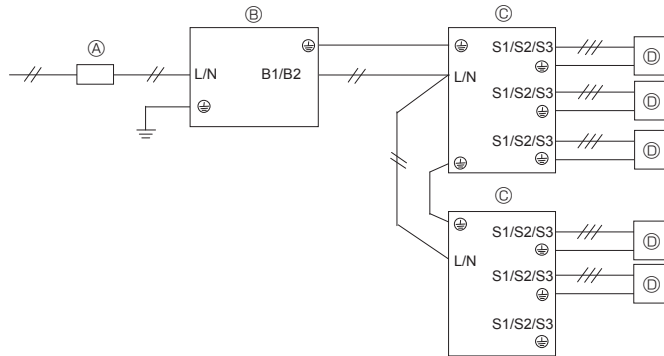 Ⓐ
Ⓑ
L/N
B1/B2
Ⓒ
L/N
S1/S2/S3
S1/S2/S3
S1/S2/S3
Ⓓ
Ⓓ
Ⓓ
Ⓒ
L/N
S1/S2/S3
S1/S2/S3
S1/S2/S3
Ⓓ
Ⓓ